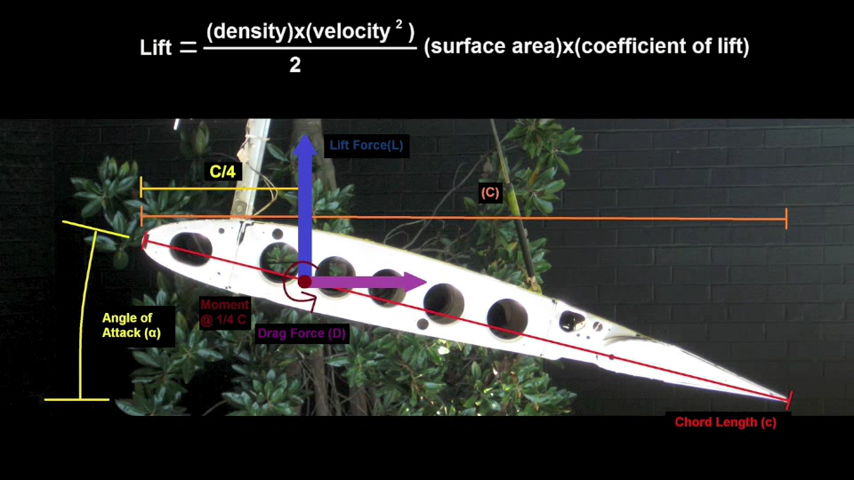 Lift = (density)x(velocity ²) (surface area)x(coefficient of lift)
2
Lift Force(L)
C/4
(C)
Angle of
Attack (α)
Moment
@ 1/4 C
Drag Force (D)
Chord Length (c)